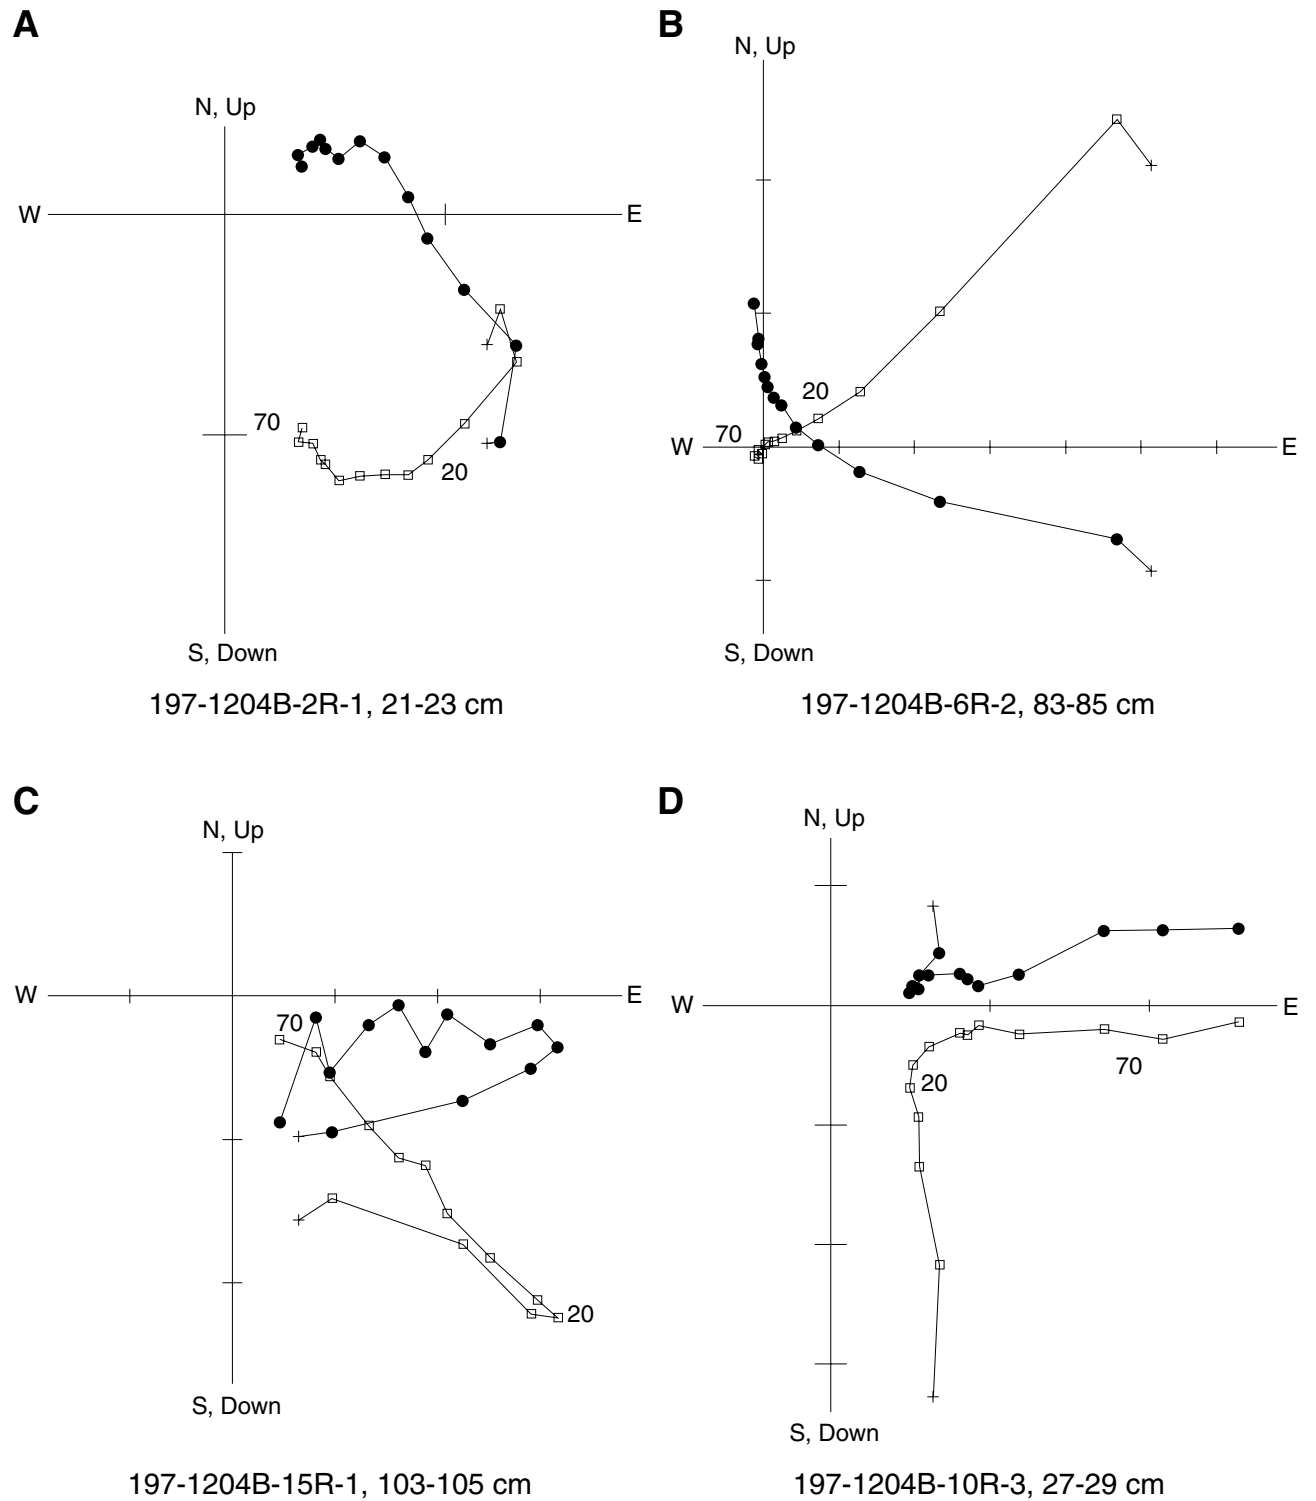 A
N, Up
W
E
70
20
S, Down
197-1204B-2R-1, 21-23 cm
B
N, Up
20
70
W
E
S, Down
197-1204B-6R-2, 83-85 cm
C
N, Up
W
E
70
20
S, Down
197-1204B-15R-1, 103-105 cm
D
N, Up
W
E
70
20
S, Down
197-1204B-10R-3, 27-29 cm